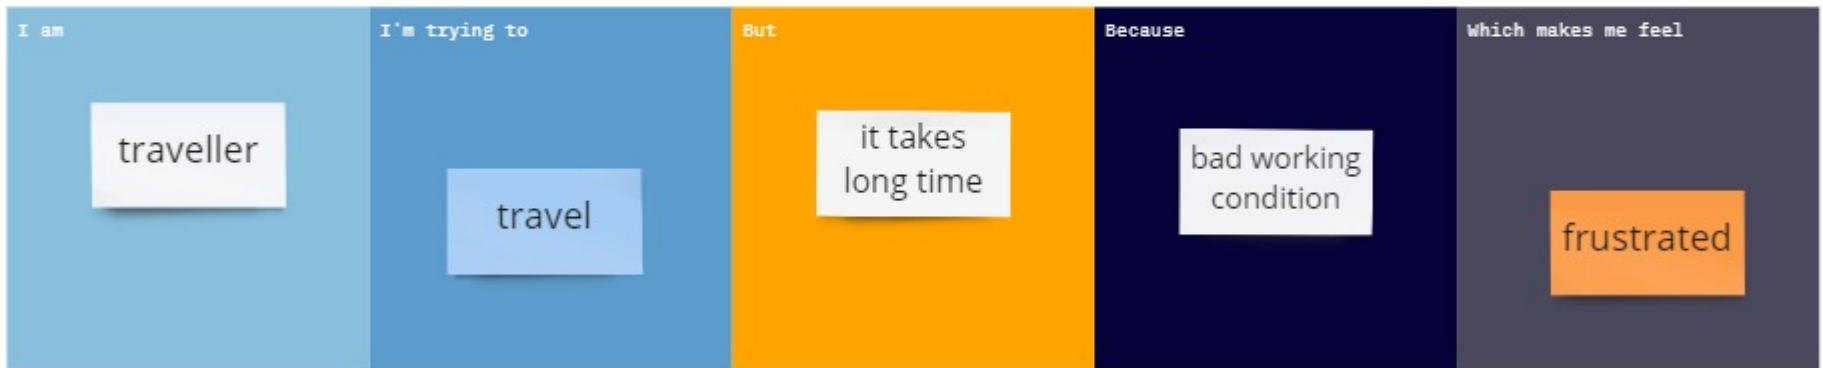 I am
traveller
I'm trying to
travel
But
it takes
long time
Because
bad working
condition
Which makes me feel
frustrated